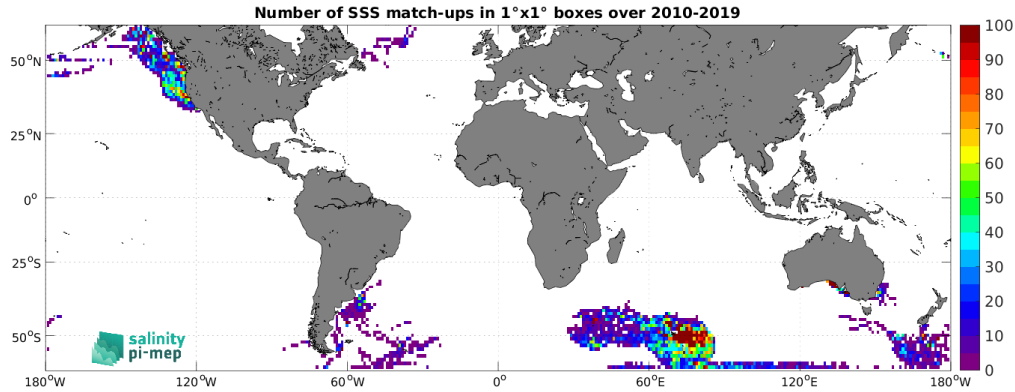 Number of SSS match-ups in 1°x1° boxes over 2010-2019
50°N
25°N
0°
25°S
50°S
180°W
120°W
60°W
0°
60°E
120°E
180°W
100
90
80
70
60
50
40
30
20
10
0
salinity
pi-mep